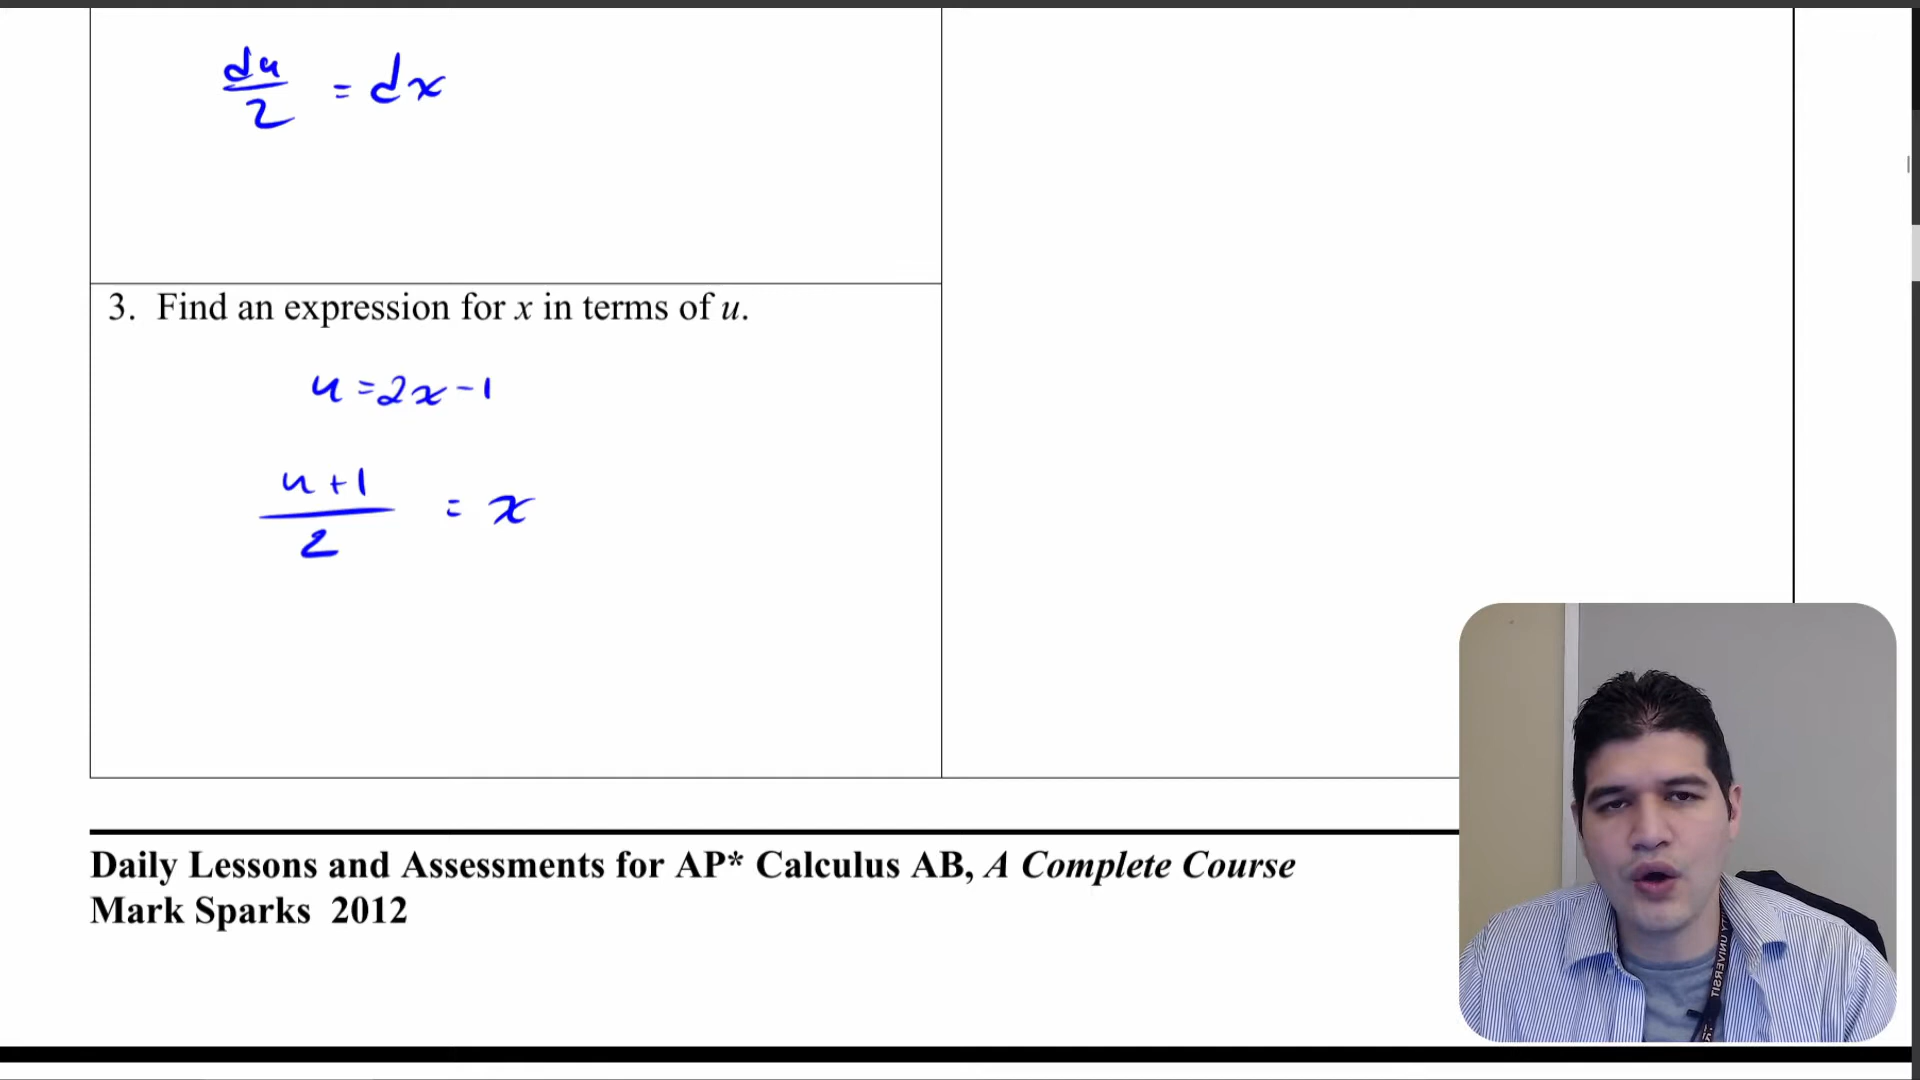 du/2 = dx
3. Find an expression for x in terms of u.
u = 2x - 1
u + 1 / 2 = x
Daily Lessons and Assessments for AP* Calculus AB, A Complete Course
Mark Sparks 2012